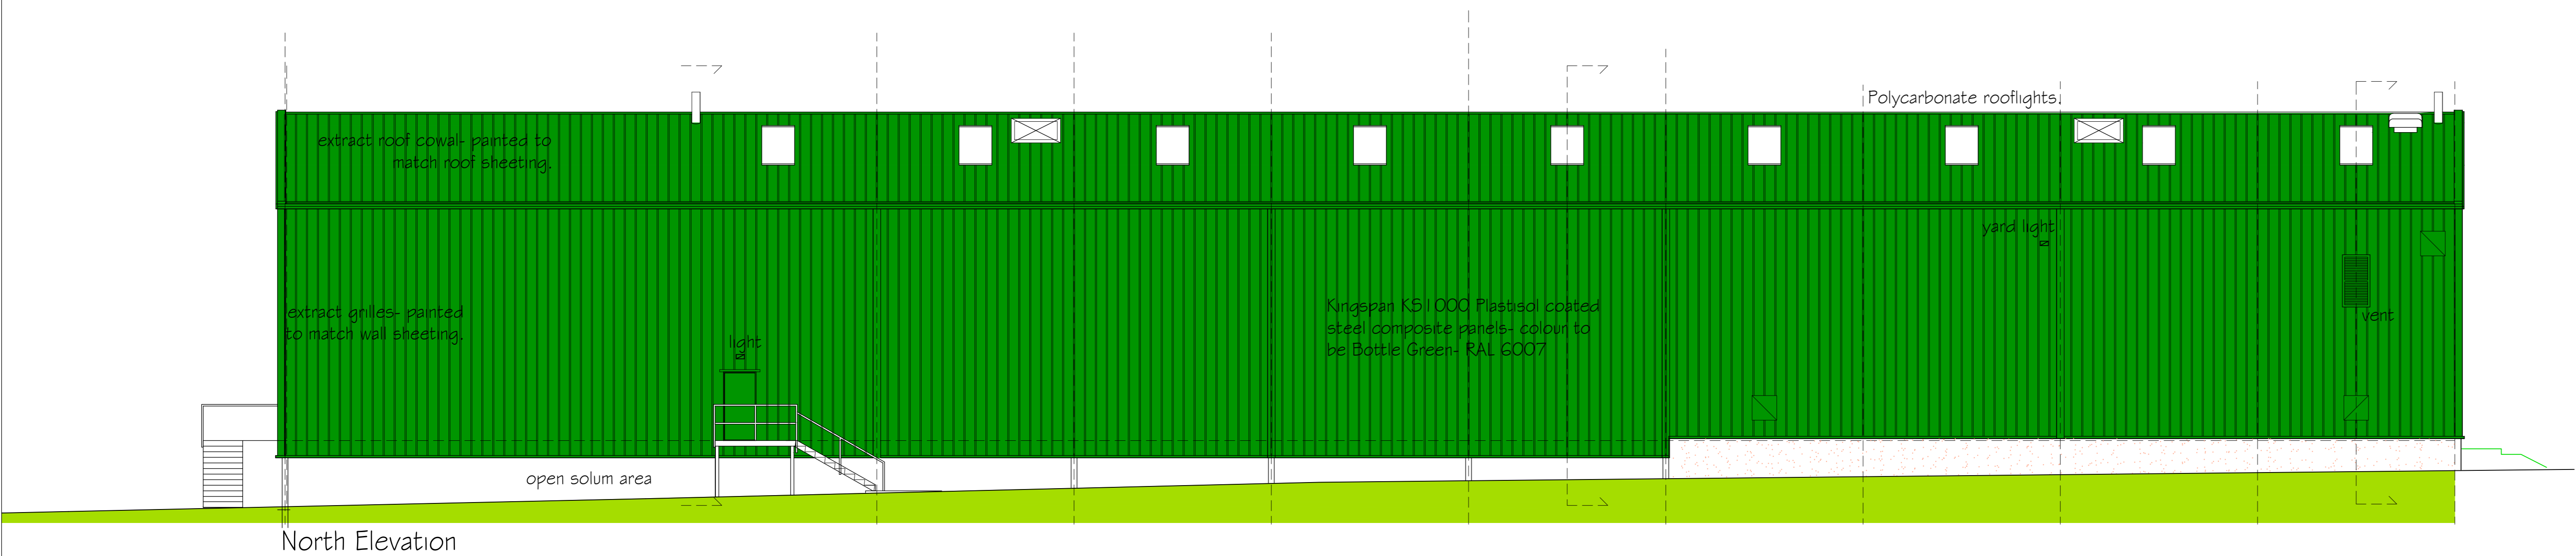 Polycarbonate rooflights.
extract roof cowal- painted to
match roof sheeting.
yard light
extract grilles- painted
to match wall sheeting.
Kingspan KS1000 Plastisol coated
steel composite panels- colour to
be Bottle Green- RAL 6007
vent
light
open solum area
North Elevation